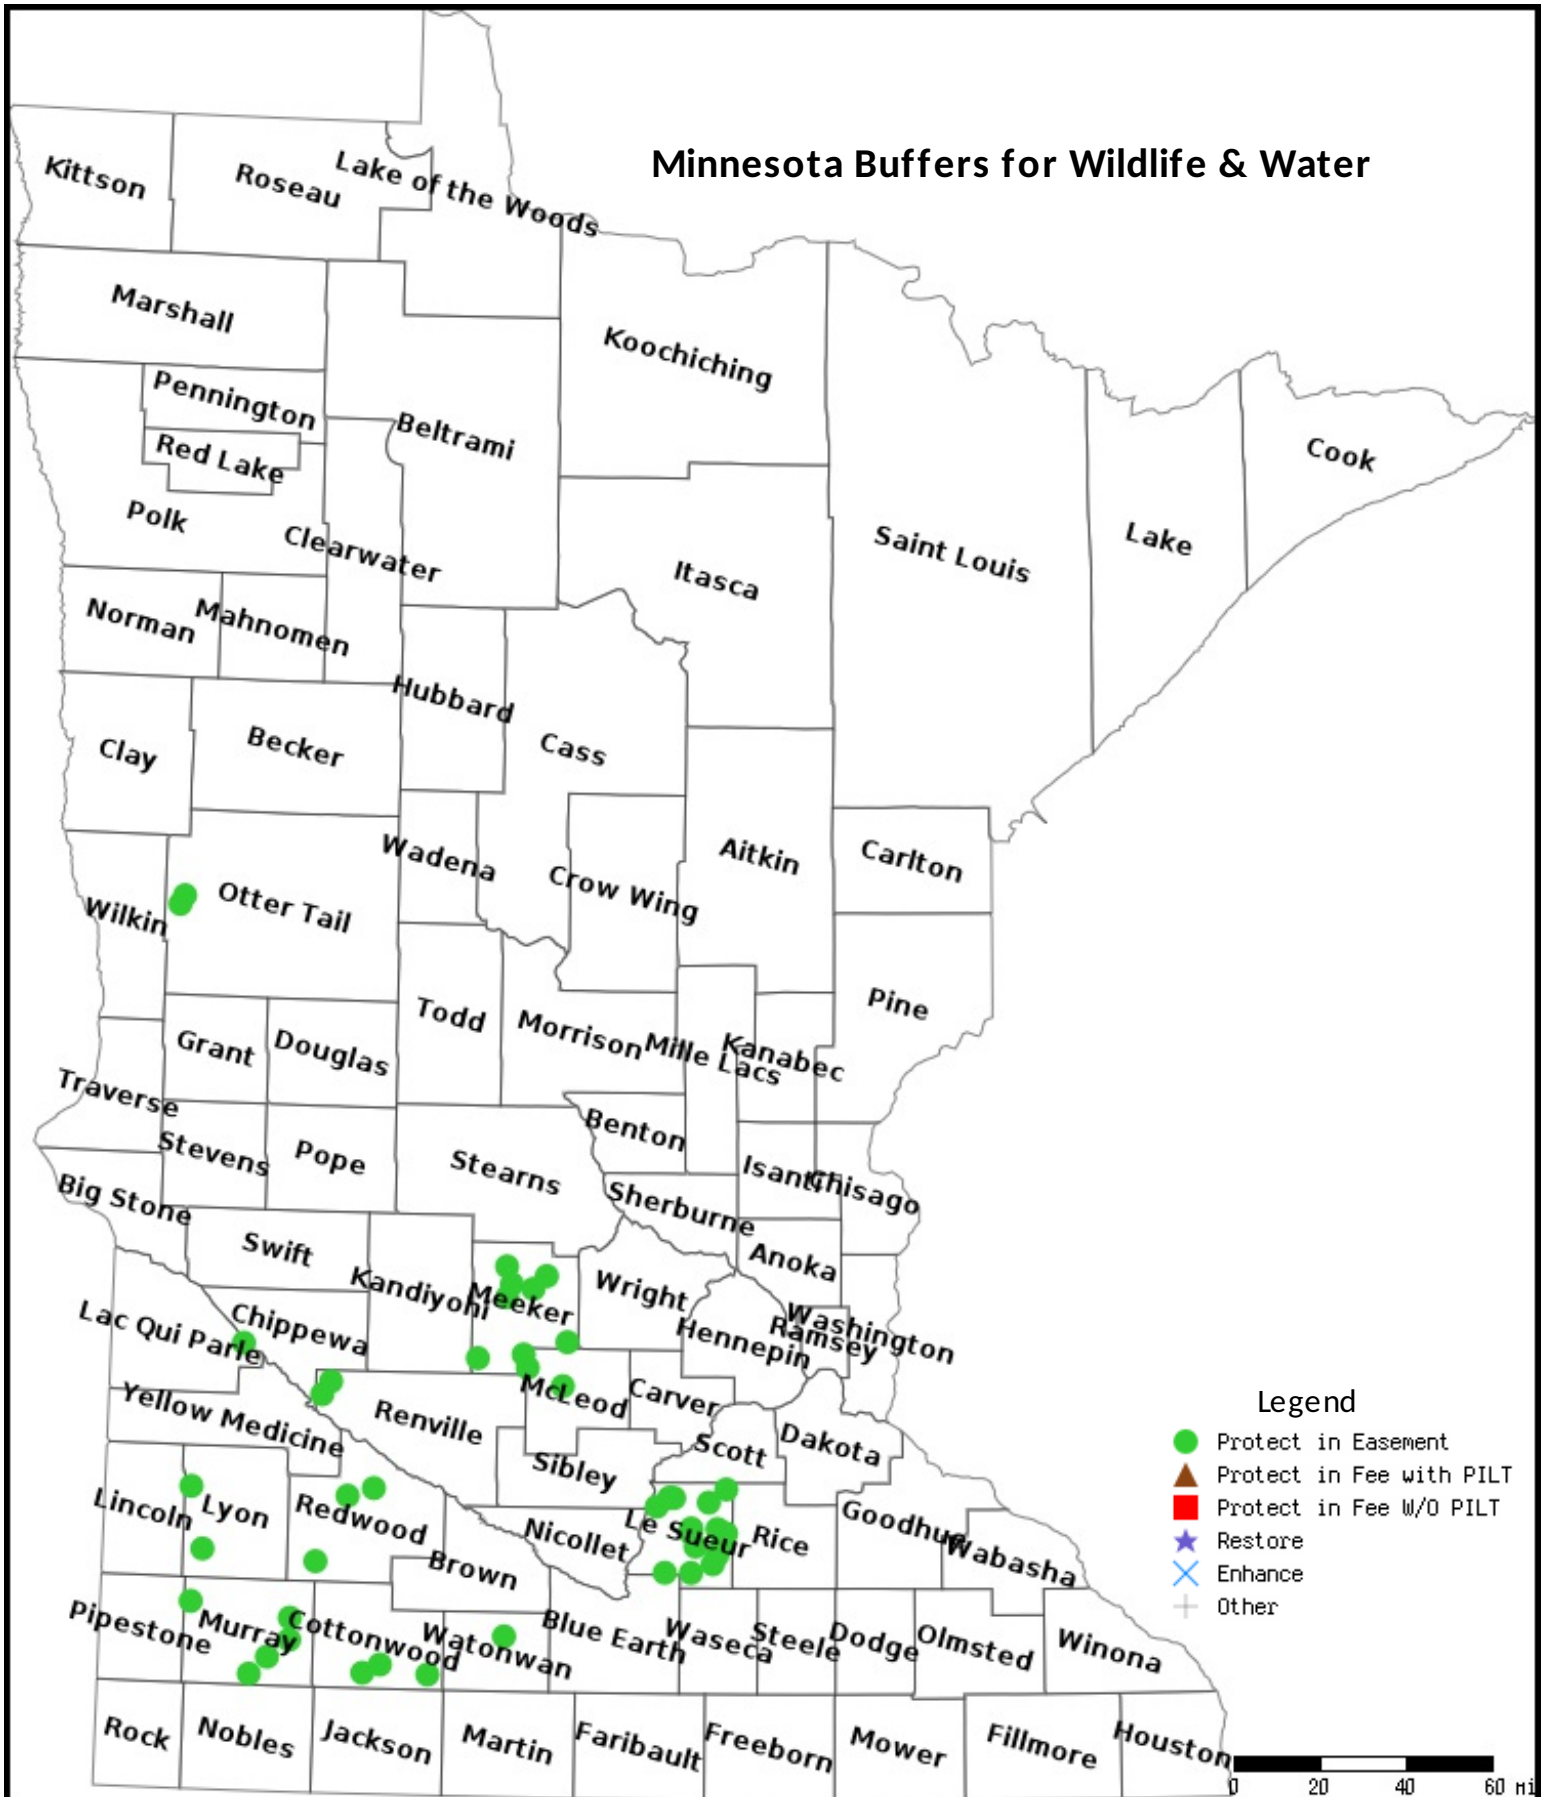 Minnesota Buffers for Wildlife & Water
Kittson
Roseau
Lake of the Woods
Marshall
Koochiching
Pennington
Beltrami
Red Lake
Cook
Polk
Clearwater
Itasca
Saint Louis
Lake
Norman
Mahnomen
Hubbard
Clay
Becker
Cass
Wadena
Crow Wing
Aitkin
Carlton
Wilkin
Otter Tail
Todd
Morrison
Mille Lacs
Kanabec
Pine
Grant
Douglas
Traverse
Stevens
Pope
Stearns
Benton
Isanti
Chisago
Big Stone
Sherburne
Swift
Anoka
Kandiyohi
Meeker
Wright
Lac Qui Parle
Chippewa
Hennepin
Ramsey
Washington
Yellow Medicine
Renville
McLeod
Carver
Legend
Scott
Dakota
Protect in Easement
Protect in Fee with PILT
Protect in Fee W/O PILT
Restore
Enhance
Other
Sibley
Lincoln
Lyon
Redwood
Nicollet
Le Sueur
Rice
Goodhue
Wabasha
Brown
Pipestone
Murray
Cottonwood
Watonwan
Blue Earth
Waseca
Steele
Dodge
Olmsted
Winona
Rock
Nobles
Jackson
Martin
Faribault
Freeborn
Mower
Fillmore
Houston
0 20 40 60 mi